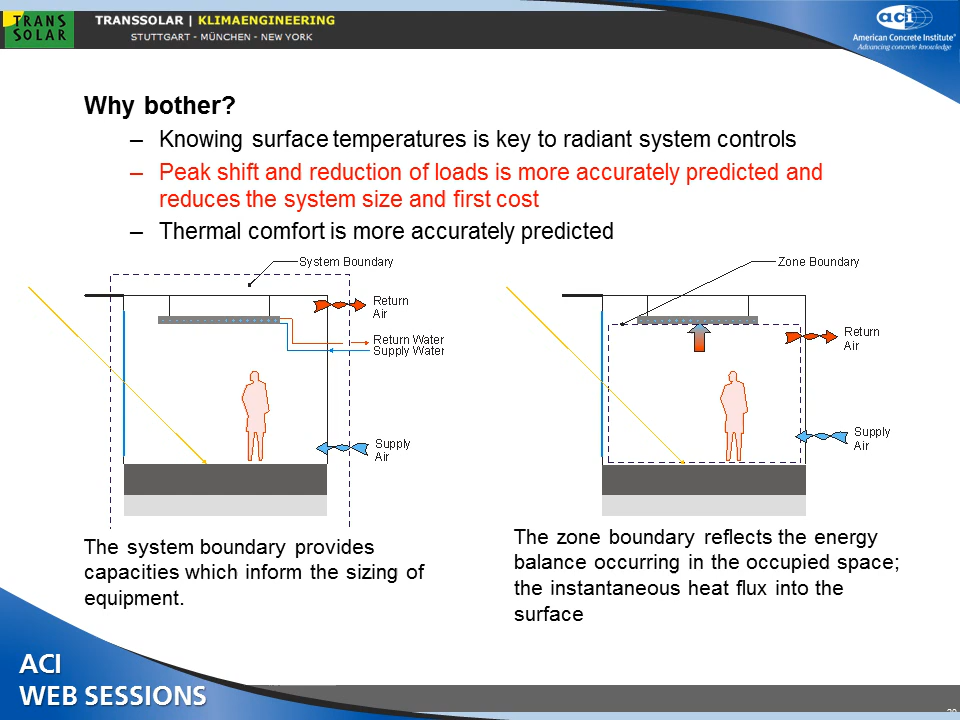 TRANS
SOLAR
TRANSSOLAR | KLIMAENGINEERING
STUTTGART - MÜNCHEN - NEW YORK
aci
American Concrete Institute®
Advancing concrete knowledge
Why bother?
– Knowing surface temperatures is key to radiant system controls
– Peak shift and reduction of loads is more accurately predicted and
reduces the system size and first cost
– Thermal comfort is more accurately predicted
System Boundary
Return
Air
Return Water
Supply Water
Supply
Air
The system boundary provides
capacities which inform the sizing of
equipment.
Zone Boundary
Return
Air
Supply
Air
The zone boundary reflects the energy
balance occurring in the occupied space;
the instantaneous heat flux into the
surface
ACI
WEB SESSIONS